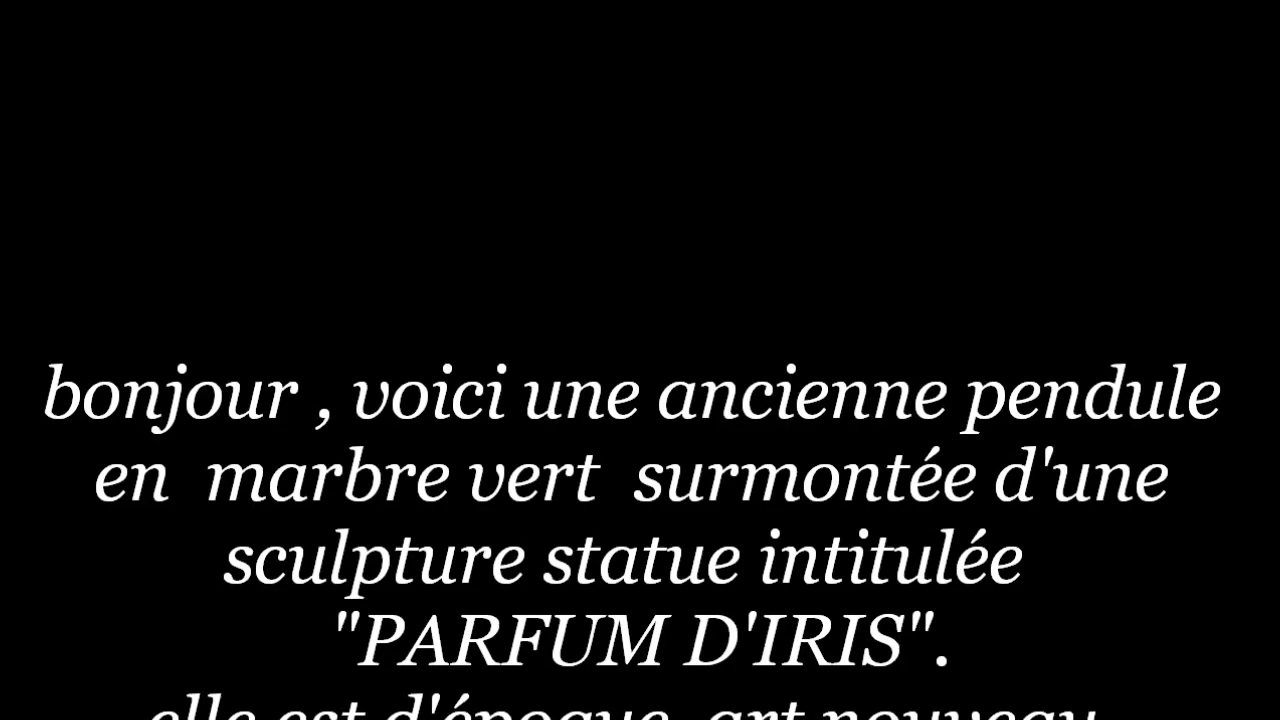 bonjour , voici une ancienne pendule
en  marbre vert  surmontée d'une
sculpture statue intitulée
"PARFUM D'IRIS".
elle est d'époque  art nouveau